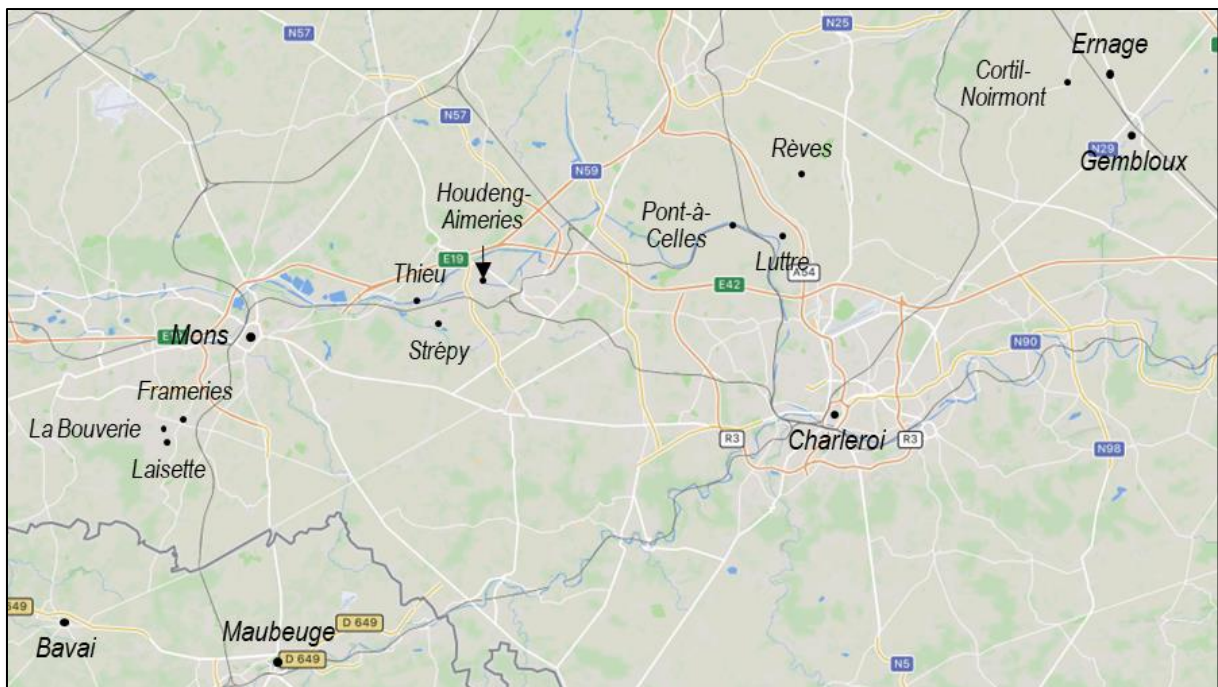 N57
N25
Ernage
Cortil-
Noirmont
N57
N29
Gembloux
Rèves
N59
Houdeng-
Aimeries
Pont-à-
Celles
Luttre
E19
Thieu
A54
E42
Mons
Strépy
N90
Frameries
La Bouverie
Laisette
R3
Charleroi
R3
N98
649
D 649
Bavai
Maubeuge
D 649
N5